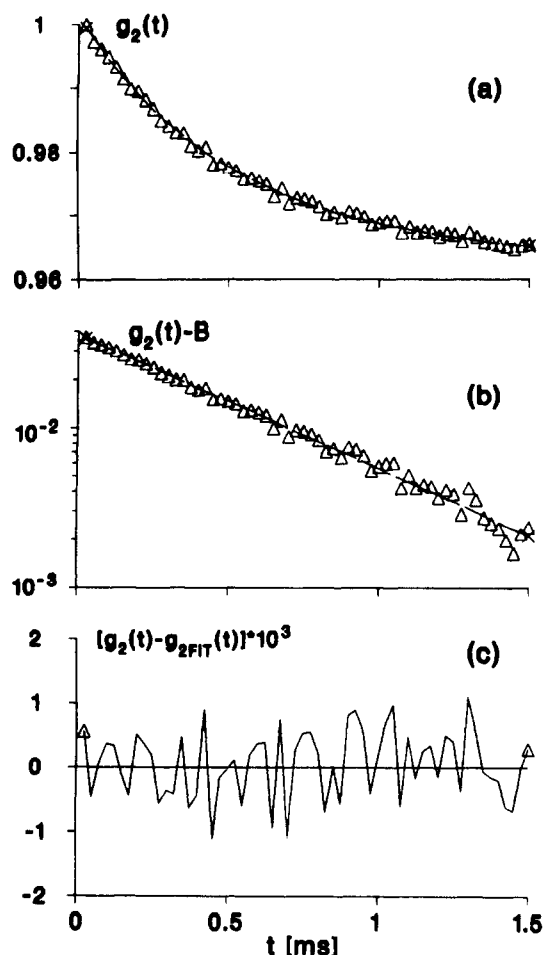 1
g₂(t)
(a)
0.98
0.96
g₂(t)-B
(b)
10⁻²
10⁻³
2
[g₂(t)-g₂FIT(t)]*10³
(c)
1
0
-1
-2
0
0.5
1
1.5
t [ms]